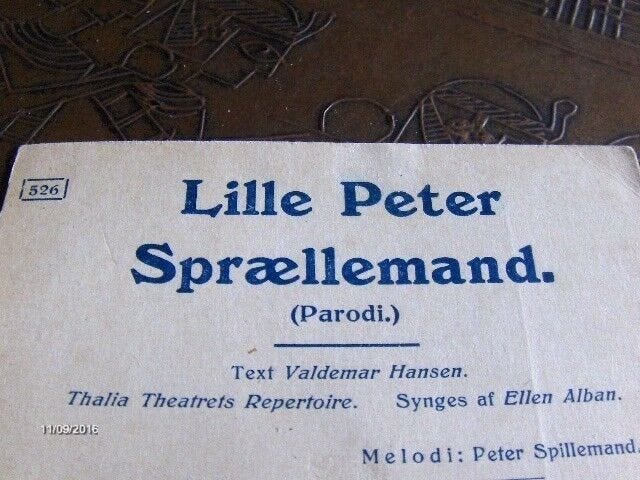 526
Lille Peter
Sprællemand.
(Parodi.)
Text Valdemar Hansen.
Thalia Theatrets Repertoire. Synges af Ellen Alban.
Melodi: Peter Spillemand.
11/09/2016